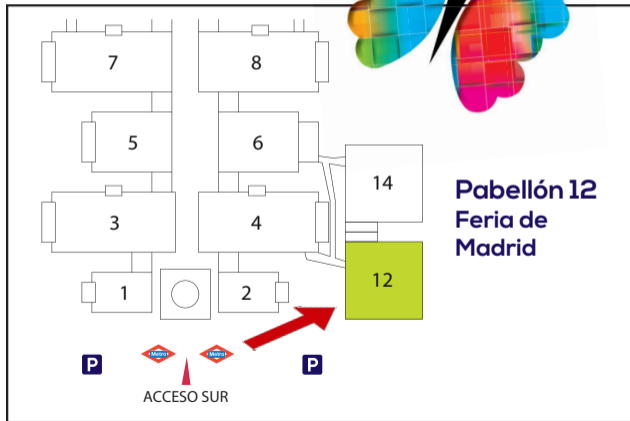 7
8
5
6
14
Pabellón 12
Feria de
Madrid
3
4
12
1
2
Metro
Metro
P
P
ACCESO SUR